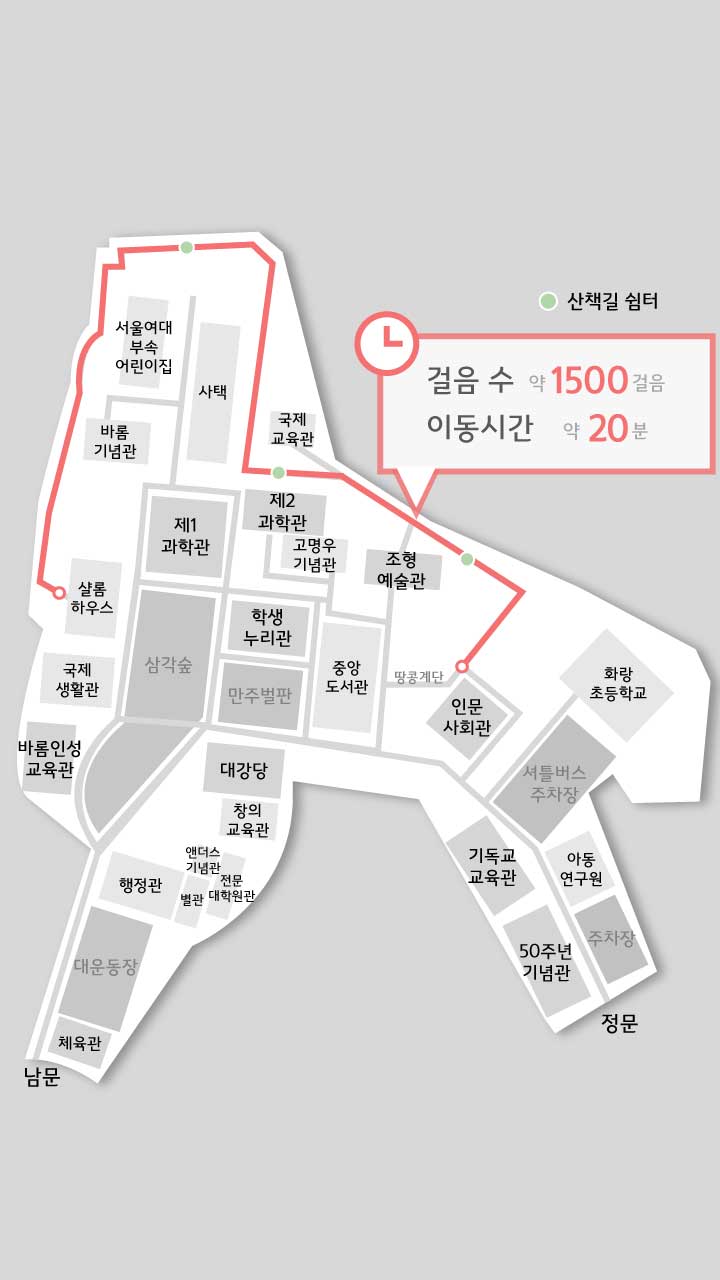 산책길 쉼터
걸음 수 약 1500 걸음
이동시간 약 20 분
서울여대
부속
어린이집
사택
국제
교육관
바롬
기념관
제2
과학관
제1
과학관
고명우
기념관
조형
예술관
샬롬
하우스
학생
누리관
삼각숲
중앙
도서관
땅콩계단
화랑
초등학교
국제
생활관
만주벌판
인문
사회관
바롬인성
교육관
대강당
셔틀버스
주차장
창의
교육관
앤더스
기념관
행정관
별관
전문
대학원관
기독교
교육관
아동
연구원
대운동장
50주년
기념관
주차장
체육관
정문
남문